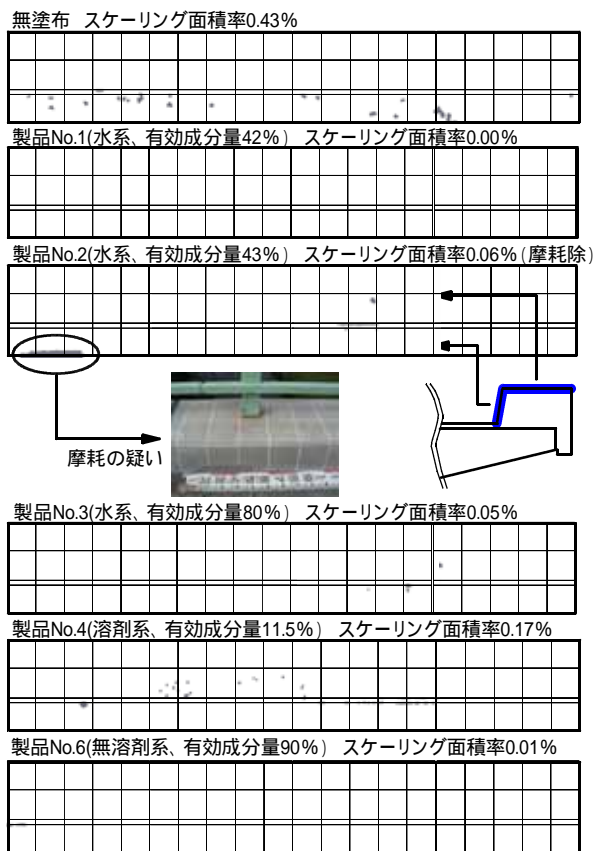 無塗布 スケーリング面積率0.43%
製品No.1(水系、有効成分量42%) スケーリング面積率0.00%
製品No.2(水系、有効成分量43%) スケーリング面積率0.06%(摩耗除)
摩耗の疑い
製品No.3(水系、有効成分量80%) スケーリング面積率0.05%
製品No.4(溶剤系、有効成分量11.5%) スケーリング面積率0.17%
製品No.6(無溶剤系、有効成分量90%) スケーリング面積率0.01%